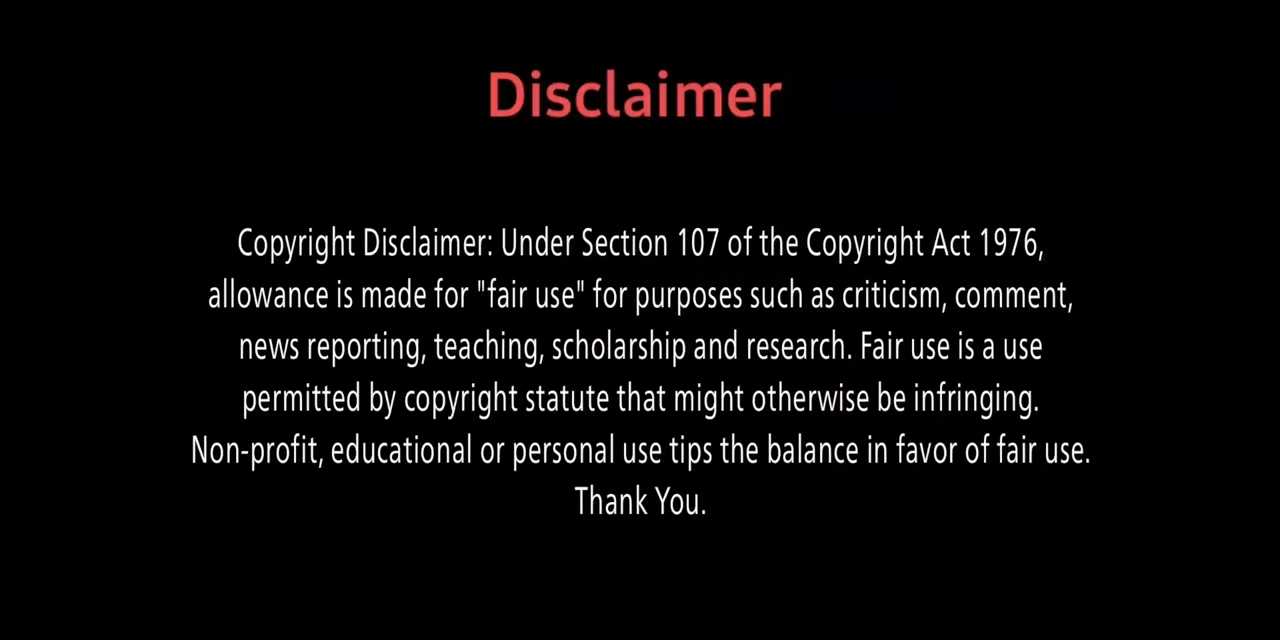 Disclaimer
Copyright Disclaimer: Under Section 107 of the Copyright Act 1976,
allowance is made for "fair use" for purposes such as criticism, comment,
news reporting, teaching, scholarship and research. Fair use is a use
permitted by copyright statute that might otherwise be infringing.
Non-profit, educational or personal use tips the balance in favor of fair use.
Thank You.